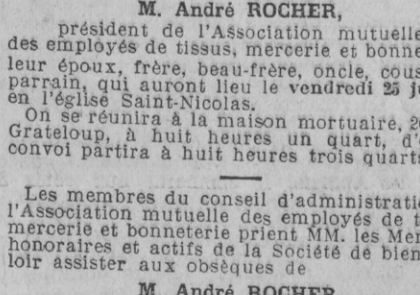 M. André ROCHER,
président de l'Association mutuelle
des employés de tissus, mercerie et bonne
leur époux, frère, beau-frère, oncle, cous
parrain, qui auront lieu le vendredi 25 ju
en l'église Saint-Nicolas.
On se réunira à la maison mortuaire, 2
Grateloup, à huit heures un quart, d'
convoi partira à huit heures trois quarts
Les membres du conseil d'administrati
l'Association mutuelle des employés de t
mercerie et bonneterie prient MM. les Mem
honoraires et actifs de la Société de bien
loir assister aux obsèques de
M. André ROCHER